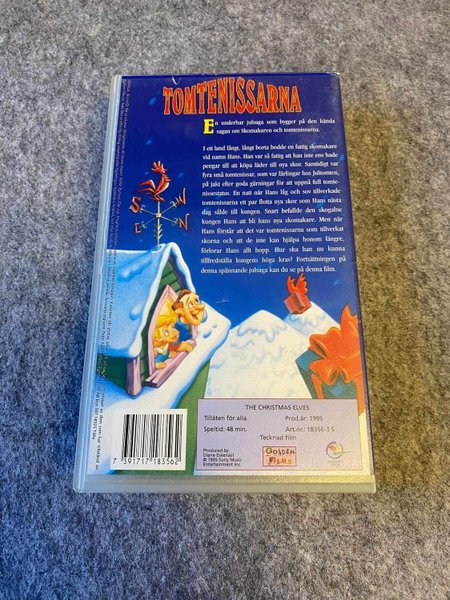 TOMTENISSARNA
En underbar julsaga som bygger på den kända
sagan om Skomakaren och tomtenissarna.
I ett land långt, långt borta bodde en fattig skomakare
vid namn Hans. Han var så fattig att han inte ens hade
pengar till att köpa läder till nya skor. Samtidigt var
fyra små tomtenissar, som var lärlingar hos Jultomten,
på jakt efter goda gärningar för att uppnå full tomte-
nissestatus. En natt när Hans låg och sov tillverkade
tomtenissarna ett par flotta nya skor som Hans nästa
dag sålde till kungen. Snart befallde den skogalne
kungen Hans att bli hans nya skomakare. Men när
Hans förstår att det var tomtenissarna som tillverkat
skorna och att de inte kan hjälpa honom längre,
förlorar Hans allt hopp. Hur ska han nu kunna
tillfredställa kungens höga krav? Fortsättningen på
denna spännande julsaga kan du se på denna film.
S
W
N
THE CHRISTMAS ELVES
Tillåten för alla Prod.år: 1995
Speltid: 48 min. Art.nr.: 18356-3.5
Tecknad film
Produced by
Diane Eskenazi
© 1995 Sony Music
Entertainment Inc.
GOLDEN
FILMS
7 391717 183562